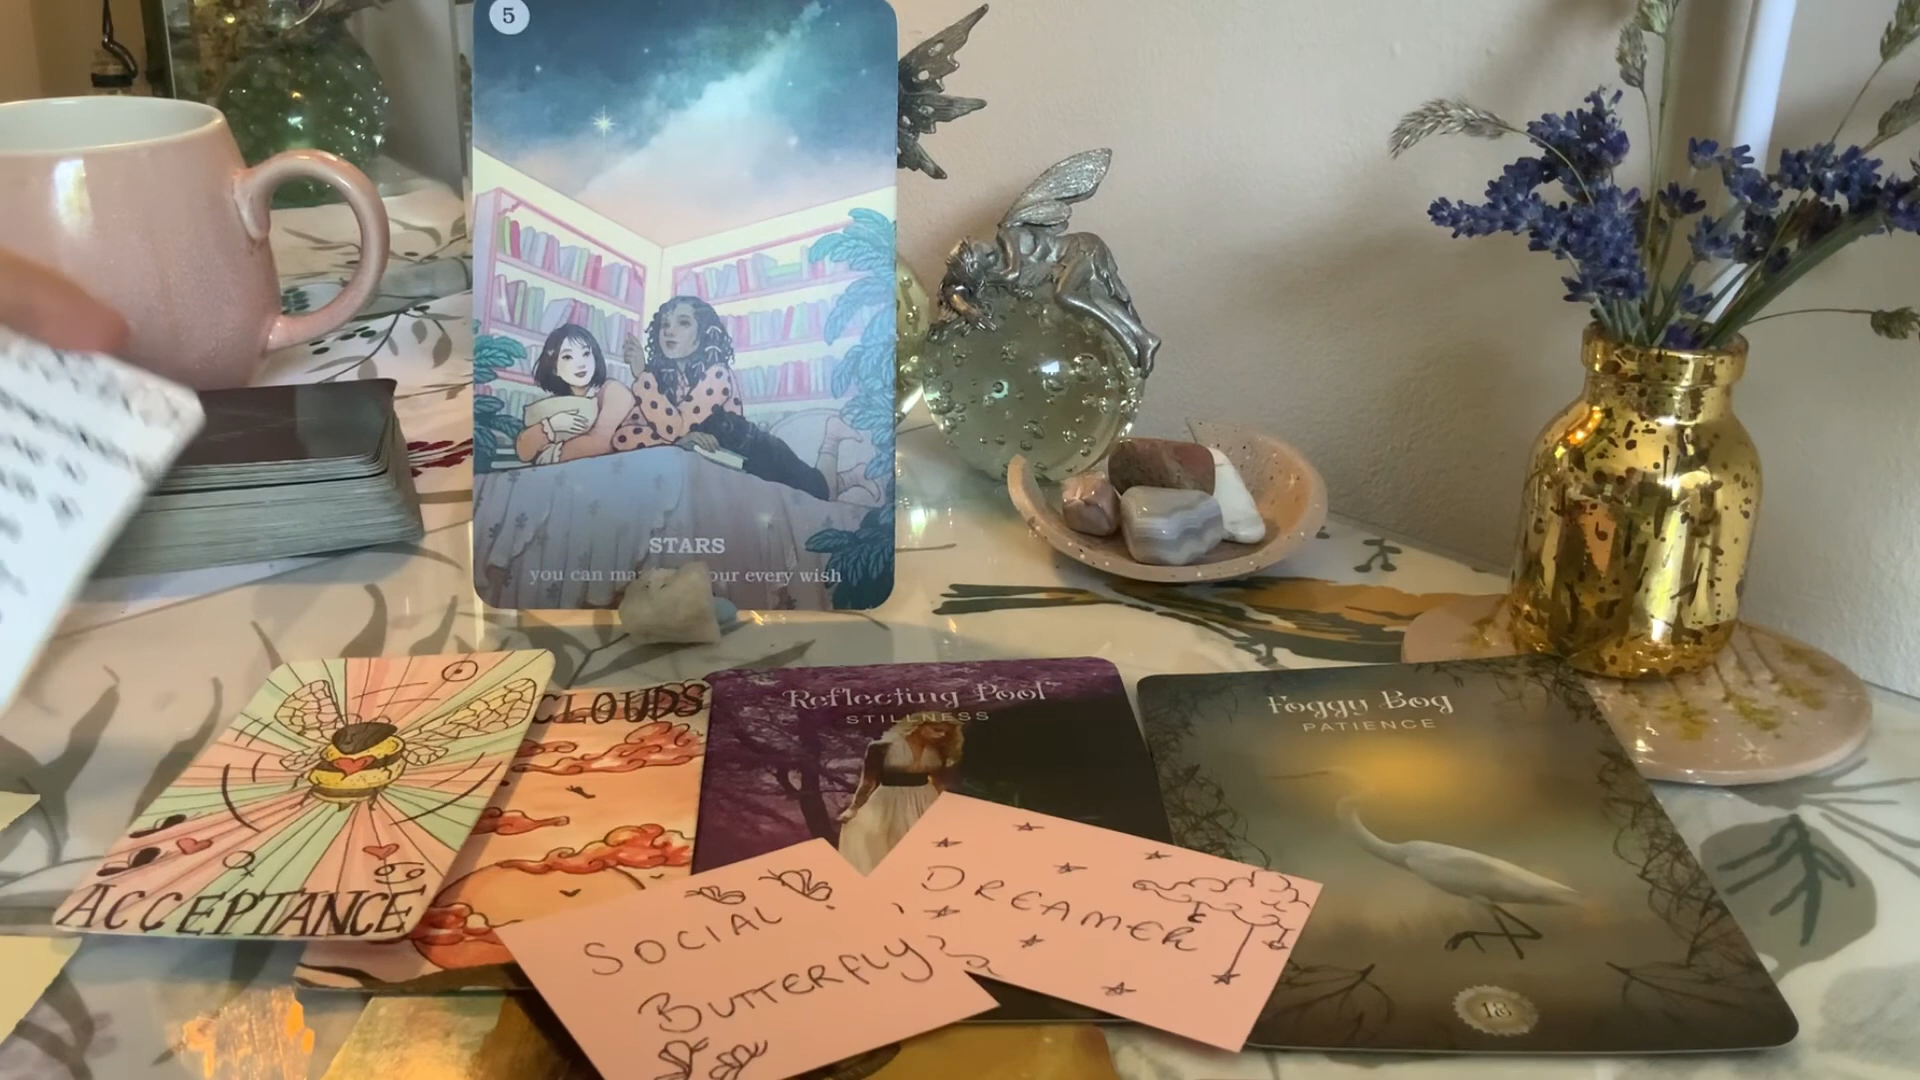 5
STARS
you can ma our every wish
CLOUDS
Reflecting Pool
STILLNESS
Foggy Bog
PATIENCE
ACCEPTANCE
DREAMER
SOCIAL
BUTTERFLY
18